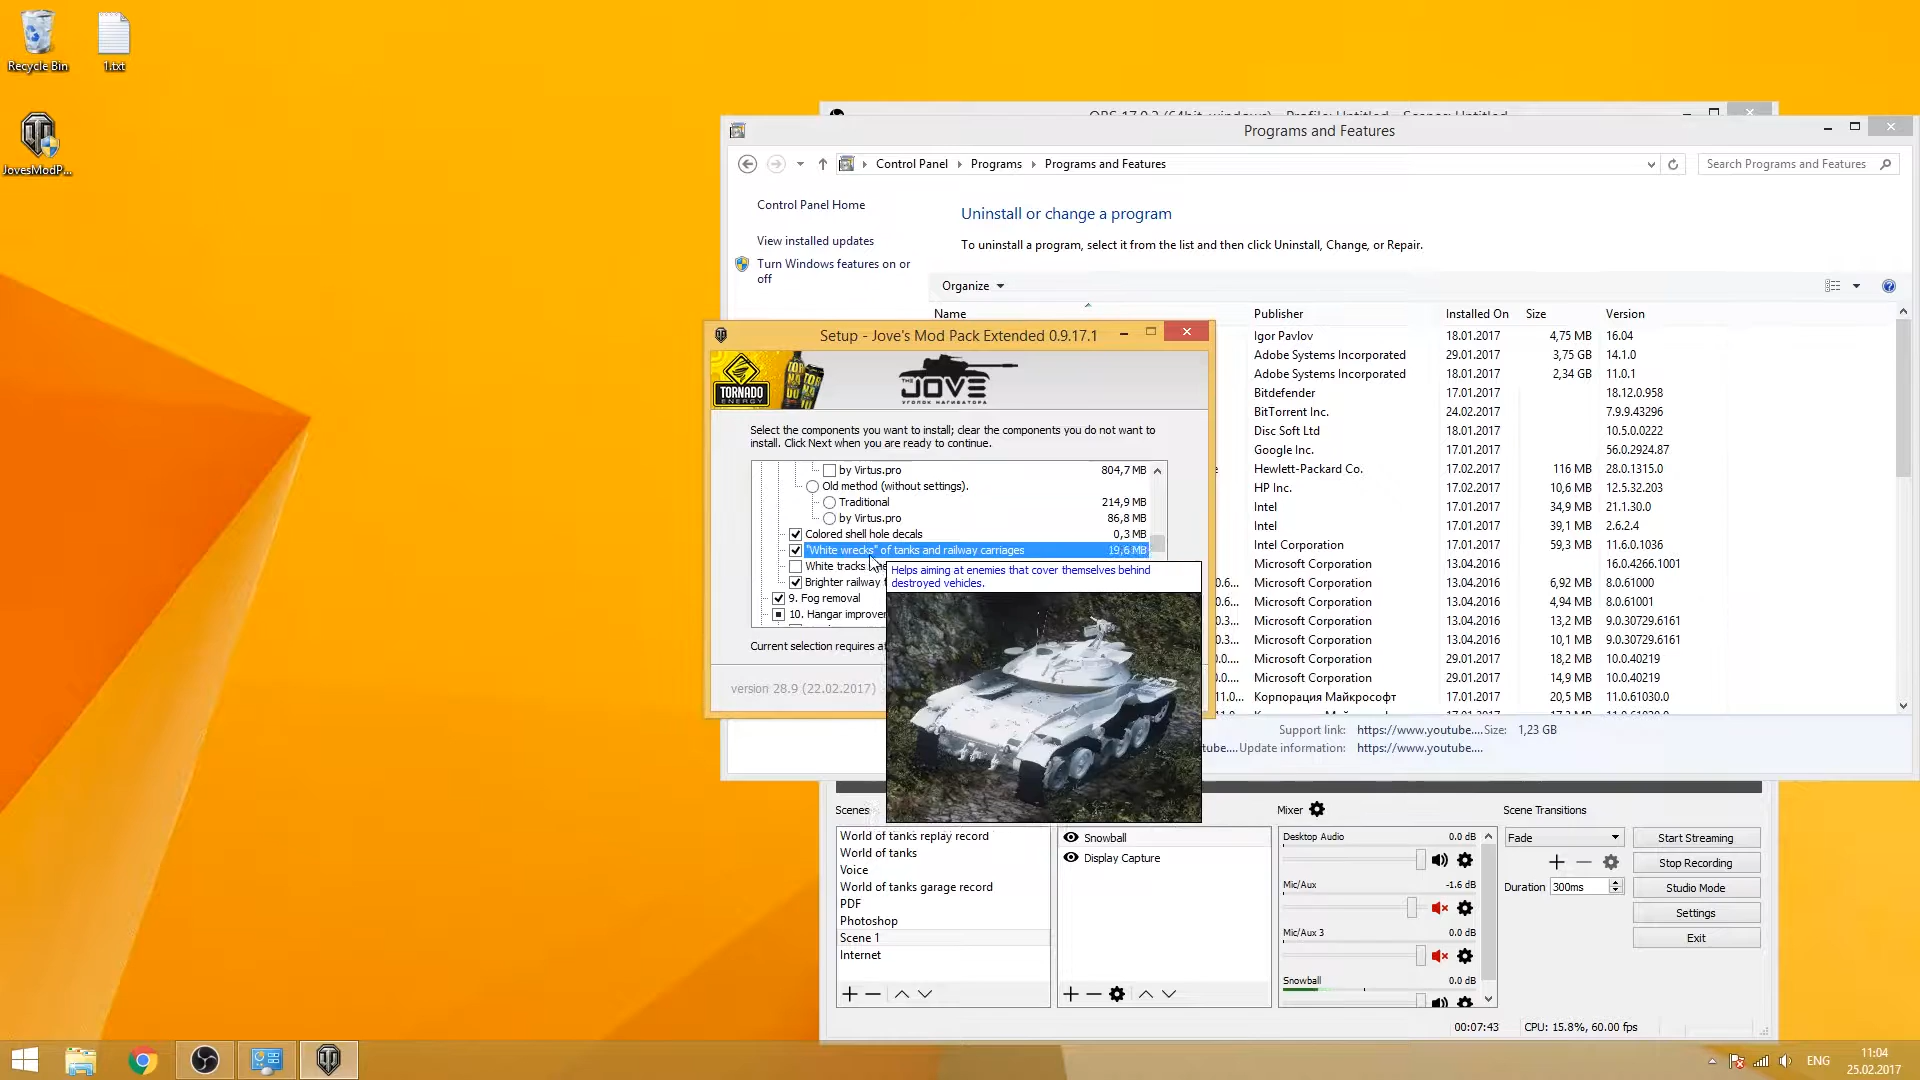 Recycle Bin
1.txt
JovesModP...
Programs and Features
Control Panel
Programs
Programs and Features
Search Programs and Features
Control Panel Home
View installed updates
Turn Windows features on or
off
Uninstall or change a program
To uninstall a program, select it from the list and then click Uninstall, Change, or Repair.
Organize
Name
Publisher
Installed On
Size
Version
Igor Pavlov 18.01.2017 4,75 MB 16.04
Adobe Systems Incorporated 29.01.2017 3,75 GB 14.1.0
Adobe Systems Incorporated 18.01.2017 2,34 GB 11.0.1
Bitdefender 17.01.2017 18.12.0.958
BitTorrent Inc. 24.02.2017 7.9.9.43296
Disc Soft Ltd 18.01.2017 10.5.0.0222
Google Inc. 17.01.2017 56.0.2924.87
Hewlett-Packard Co. 17.02.2017 116 MB 28.0.1315.0
HP Inc. 17.02.2017 10,6 MB 12.5.32.203
Intel 17.01.2017 34,9 MB 21.1.30.0
Intel 17.01.2017 39,1 MB 2.6.2.4
Intel Corporation 17.01.2017 59,3 MB 11.6.0.1036
Microsoft Corporation 24.01.2017 16.0.4266.1001
0.6... Microsoft Corporation 13.04.2016 6,92 MB 8.0.61000
0.6... Microsoft Corporation 13.04.2016 4,94 MB 8.0.61001
0.3... Microsoft Corporation 13.04.2016 13,2 MB 9.0.30729.6161
0.3... Microsoft Corporation 13.04.2016 10,1 MB 9.0.30729.6161
0.0.... Microsoft Corporation 29.01.2017 18,2 MB 10.0.40219
0.0.... Microsoft Corporation 29.01.2017 14,9 MB 10.0.40219
11.0... Корпорация Майкрософт 17.01.2017 20,5 MB 11.0.61030.0
Support link: https://www.youtube.... Size: 1,23 GB
tube.... Update information: https://www.youtube....
Setup - Jove's Mod Pack Extended 0.9.17.1
TORNADO
ENERGY
THE JOVE
УГОЛОК НАГИБАТОРА
Select the components you want to install; clear the components you do not want to
install. Click Next when you are ready to continue.
by Virtus.pro 804,7 MB
Old method (without settings).
Traditional 214,9 MB
by Virtus.pro 86,8 MB
Colored shell hole decals 0,3 MB
"White wrecks" of tanks and railway carriages 19,6 MB
White tracks
Brighter railway
9. Fog removal
10. Hangar improve
Helps aiming at enemies that cover themselves behind
destroyed vehicles.
Current selection requires at
version 28.9 (22.02.2017)
Scenes
World of tanks replay record
World of tanks
Voice
World of tanks garage record
PDF
Photoshop
Scene 1
Internet
Snowball
Display Capture
Mixer
Desktop Audio 0.0 dB
Mic/Aux -1.6 dB
Mic/Aux 3 0.0 dB
Snowball 0.0 dB
Scene Transitions
Fade
Duration 300ms
Start Streaming
Stop Recording
Studio Mode
Settings
Exit
00:07:43
CPU: 15.8%, 60.00 fps
ENG
11:04
25.02.2017